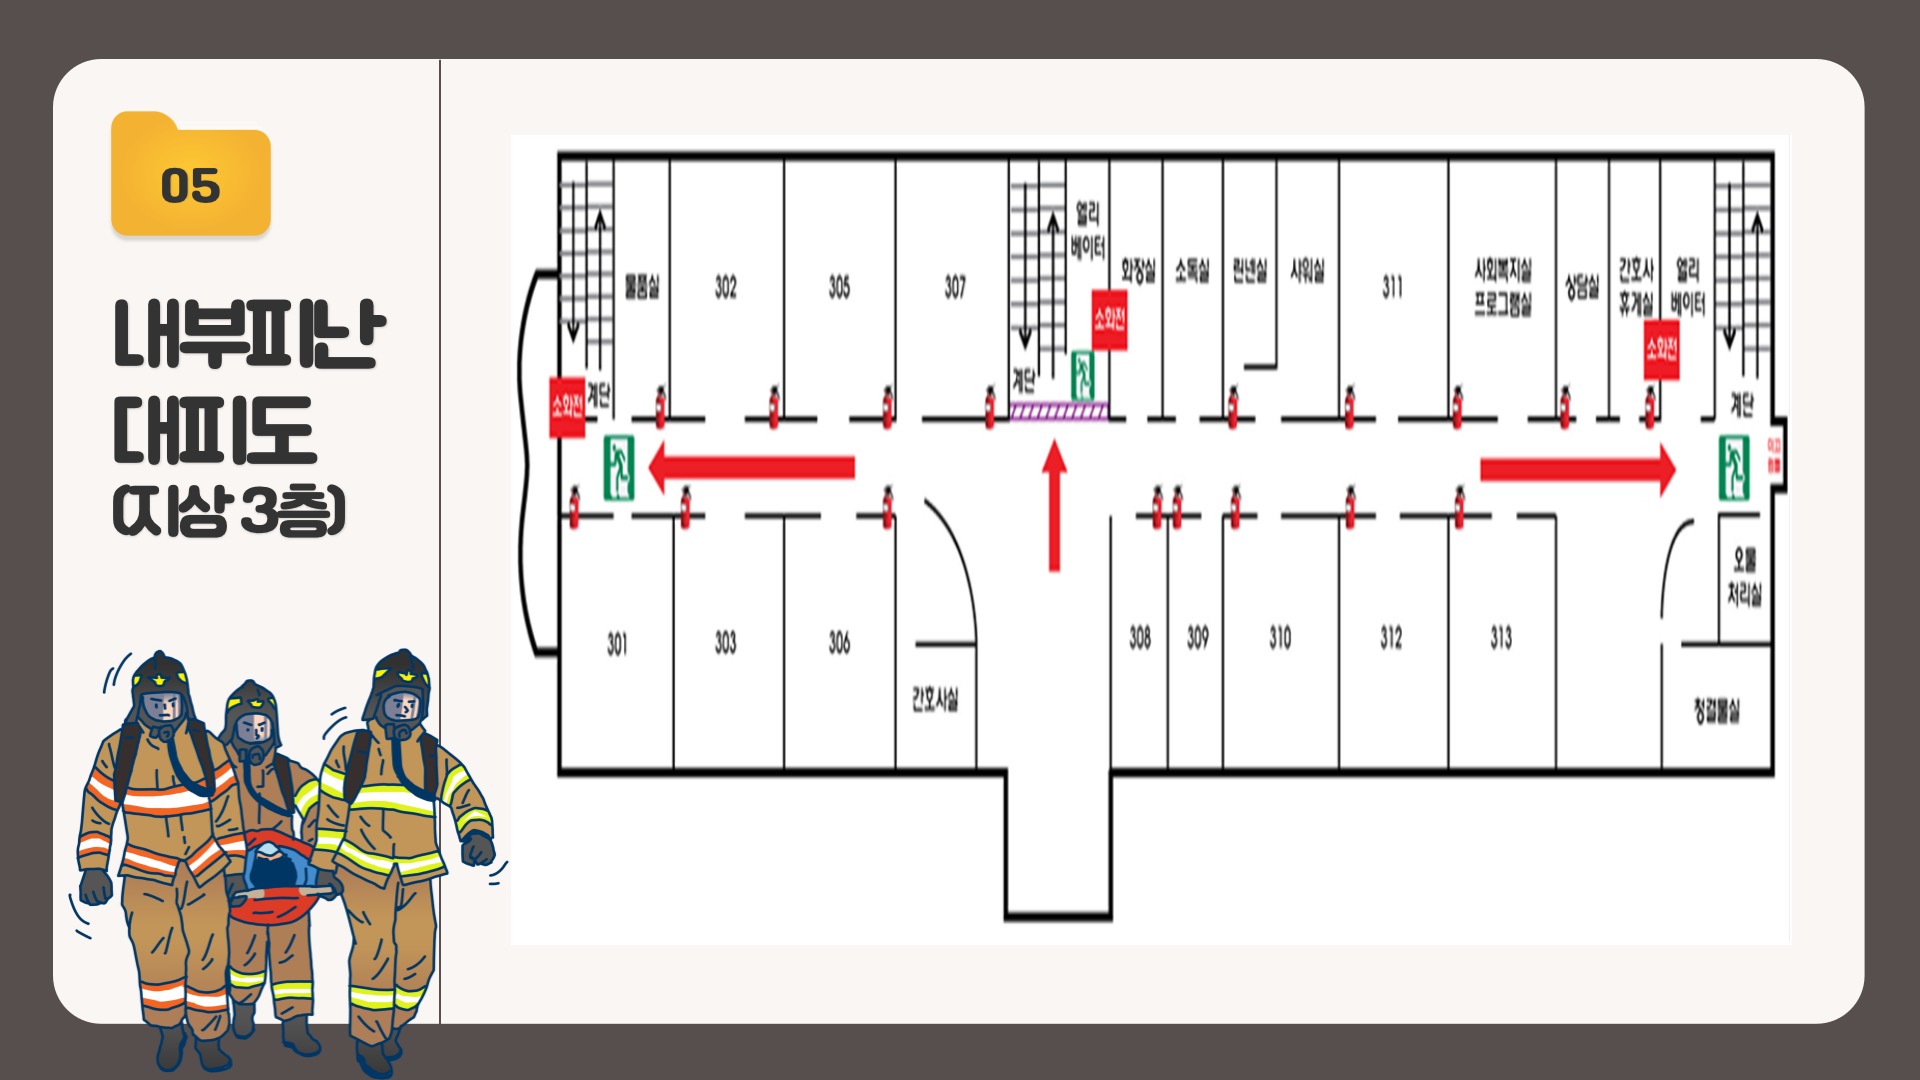 05
내부피난
대피도
(지상 3층)
엘리
베이터
물품실
302
305
307
화장실
소독실
린넨실
샤워실
311
사회복지실
프로그램실
상담실
간호사
휴게실
엘리
베이터
소화전
소화전
소화전
계단
계단
계단
301
303
306
간호사실
308
309
310
312
313
오물
처리실
청결물실